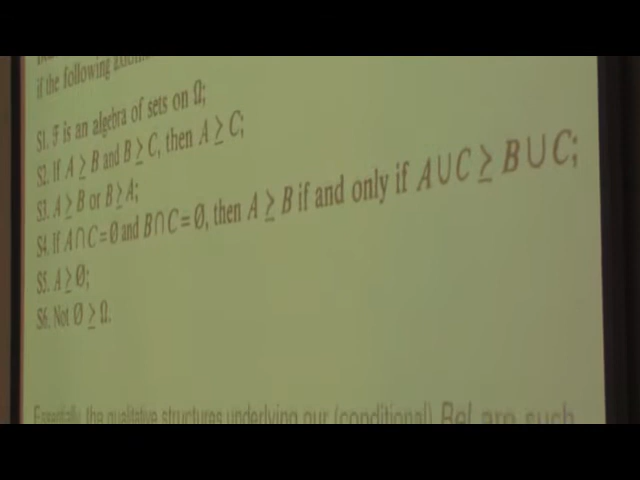 if the following
S1. ℱ is an algebra of sets on Ω;
S2. If A ≥ B and B ≥ C, then A ≥ C;
S3. A ≥ B or B ≥ A;
S4. If A ∩ C = Ø and B ∩ C = Ø, then A ≥ B if and only if A ∪ C ≥ B ∪ C;
S5. A ≥ Ø;
S6. Not Ø ≥ Ω.
Essentially, the qualitative structures underlying our (conditional) Bel are such